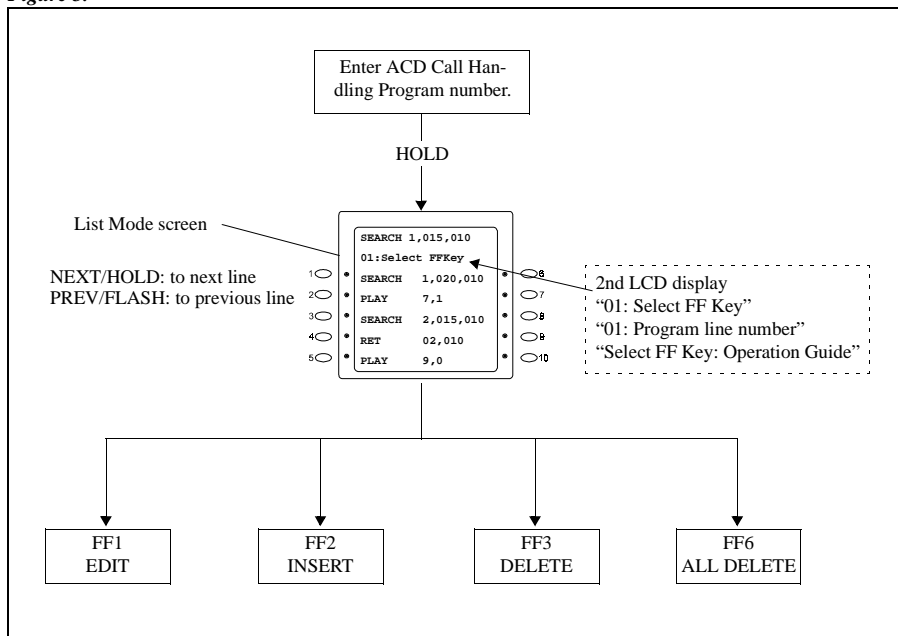 Enter ACD Call Han-
dling Program number.
HOLD
List Mode screen
NEXT/HOLD: to next line
PREV/FLASH: to previous line
SEARCH 1,015,010
01:Select FFKey
SEARCH 1,020,010
PLAY 7,1
SEARCH 2,015,010
RET 02,010
PLAY 9,0
1
2
3
4
5
6
7
8
9
10
2nd LCD display
“01: Select FF Key”
“01: Program line number”
“Select FF Key: Operation Guide”
FF1
EDIT
FF2
INSERT
FF3
DELETE
FF6
ALL DELETE